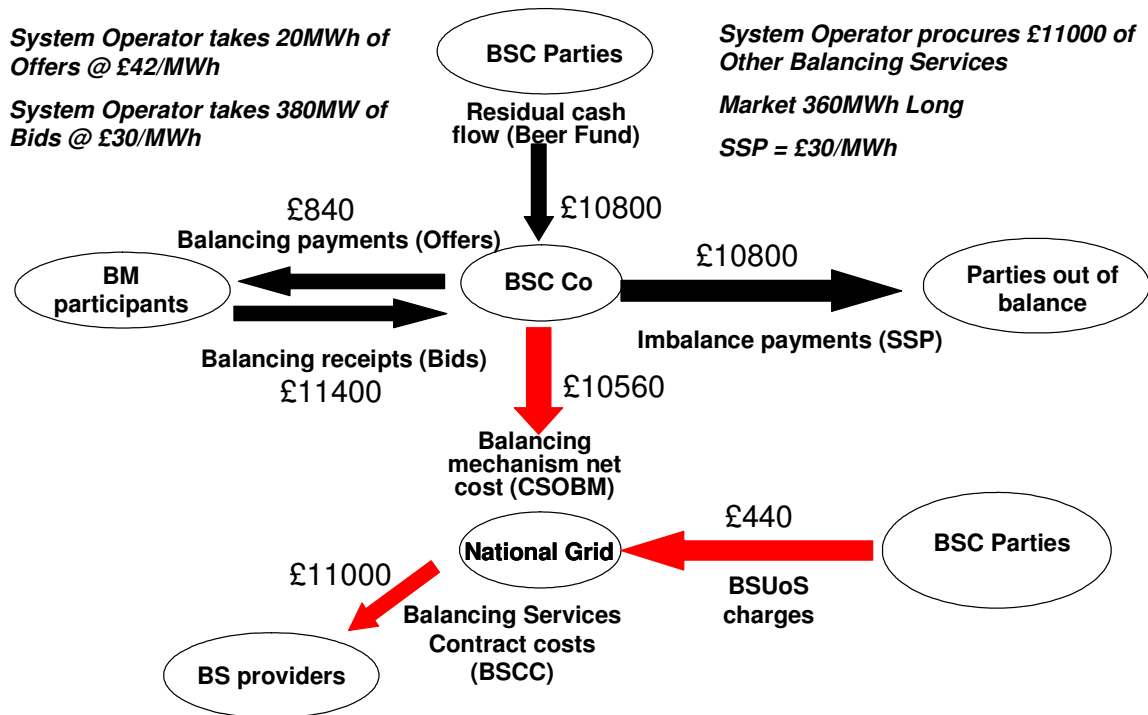 System Operator takes 20MWh of
Offers @ £42/MWh
System Operator takes 380MW of
Bids @ £30/MWh
BSC Parties
Residual cash
flow (Beer Fund)
System Operator procures £11000 of
Other Balancing Services
Market 360MWh Long
SSP = £30/MWh
£10800
£840
Balancing payments (Offers)
BM
participants
BSC Co
£10800
Parties out of
balance
Imbalance payments (SSP)
Balancing receipts (Bids)
£11400
£10560
Balancing
mechanism net
cost (CSOBM)
National Grid
£440
BSC Parties
BSUoS
charges
£11000
Balancing Services
Contract costs
(BSCC)
BS providers